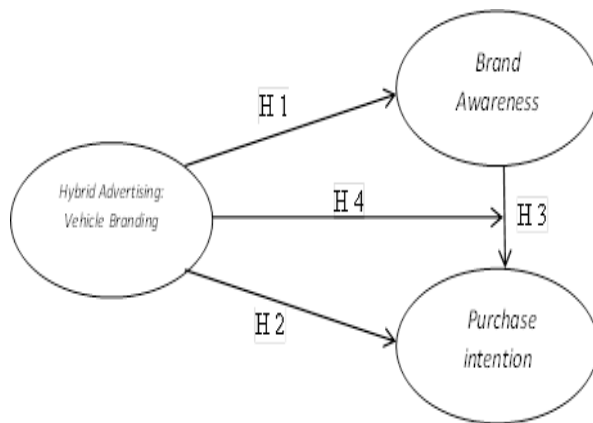 Brand
Awareness
H 1
Hybrid Advertising:
Vehicle Branding
H 4
H 3
H 2
Purchase
intention